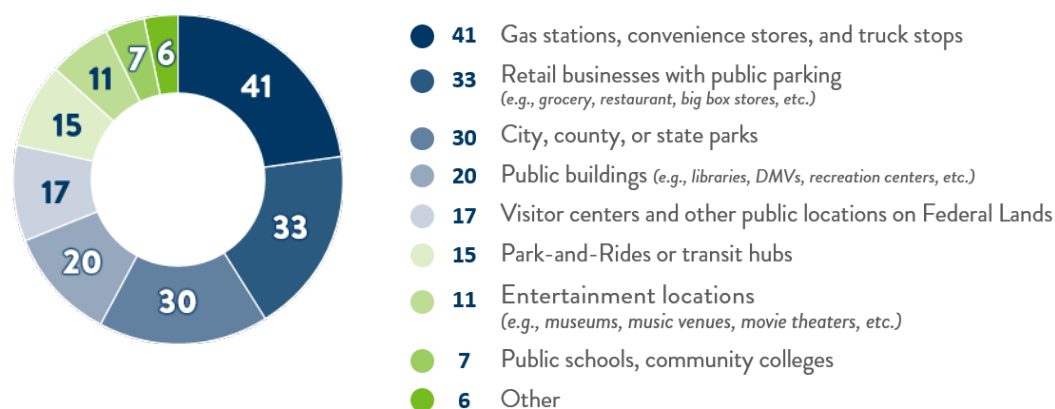 41
33
30
20
17
15
11
7
6
41 Gas stations, convenience stores, and truck stops
33 Retail businesses with public parking
(e.g., grocery, restaurant, big box stores, etc.)
30 City, county, or state parks
20 Public buildings (e.g., libraries, DMVs, recreation centers, etc.)
17 Visitor centers and other public locations on Federal Lands
15 Park-and-Rides or transit hubs
11 Entertainment locations
(e.g., museums, music venues, movie theaters, etc.)
7 Public schools, community colleges
6 Other